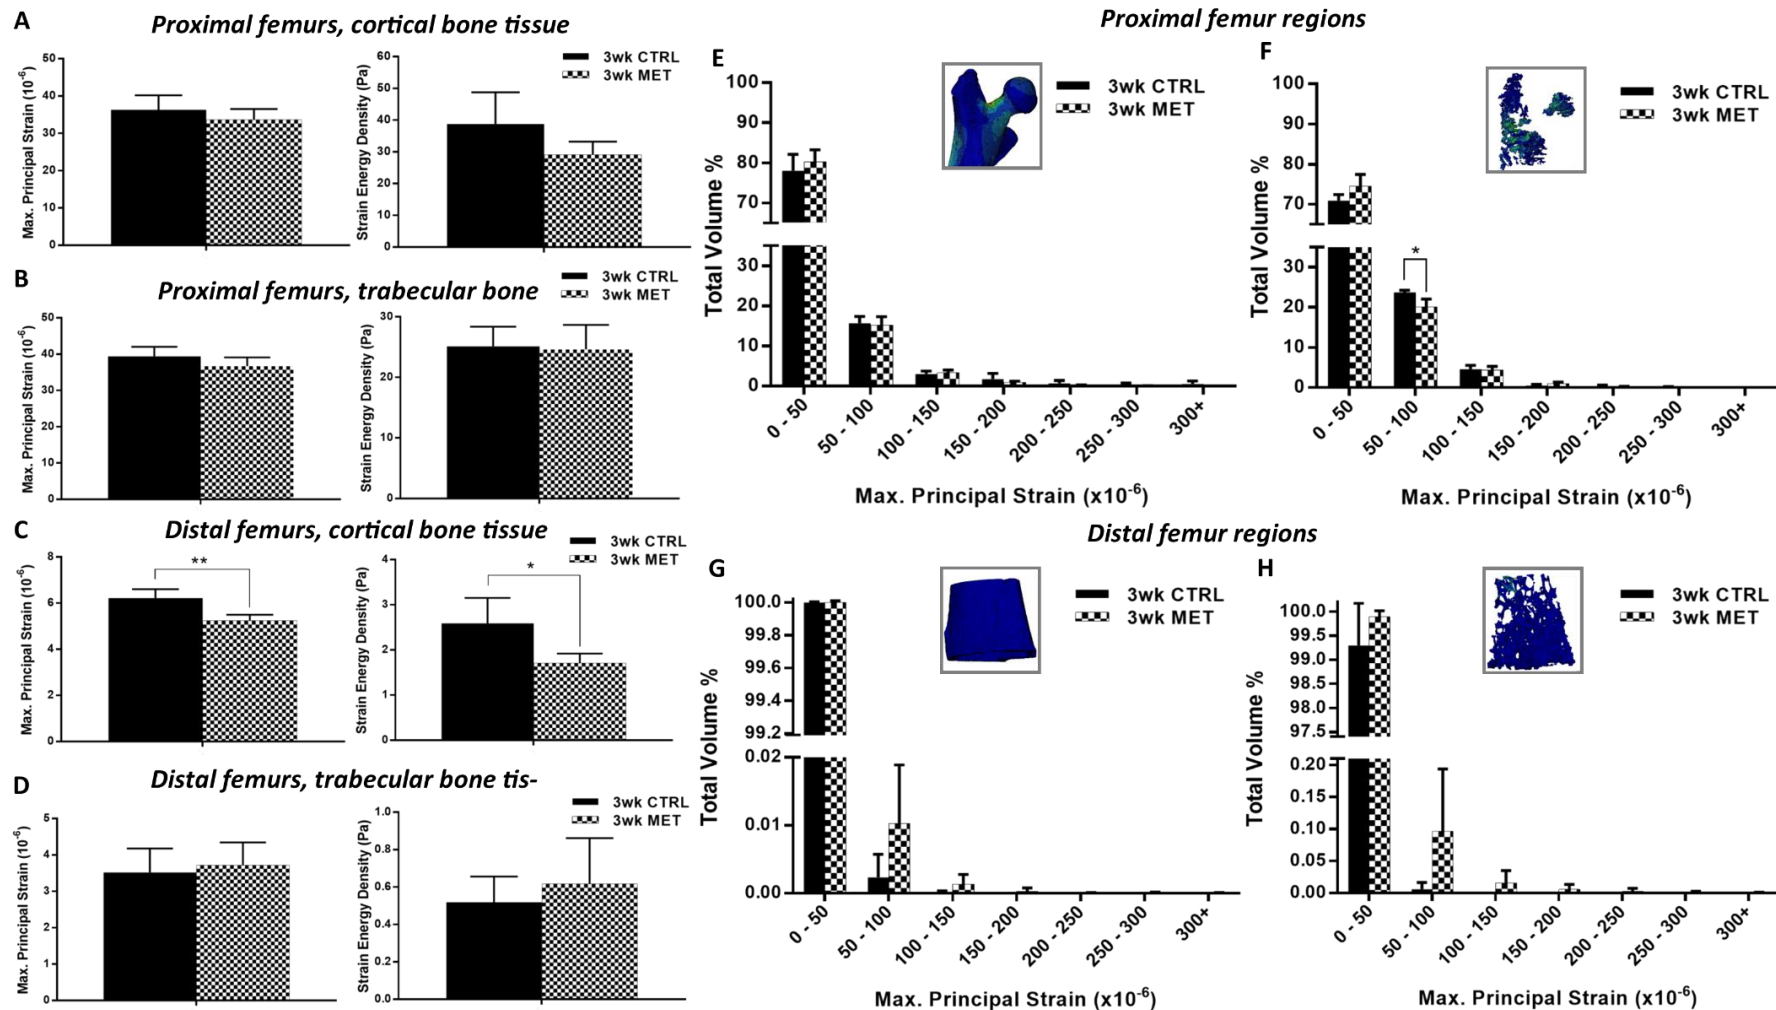 A
Proximal femurs, cortical bone tissue
Max. Principal Strain (10-6)
50
40
30
20
10
0
Strain Energy Density (Pa)
60
50
40
30
20
10
0
3wk CTRL
3wk MET
B
Proximal femurs, trabecular bone
Max. Principal Strain (10-6)
50
40
30
20
10
0
Strain Energy Density (Pa)
30
20
10
0
3wk CTRL
3wk MET
C
Distal femurs, cortical bone tissue
Max. Principal Strain (10-6)
8
6
4
2
0
**
Strain Energy Density (Pa)
4
3
2
1
0
*
3wk CTRL
3wk MET
D
Distal femurs, trabecular bone tis-
Max. Principal Strain (10-6)
5
4
3
2
1
0
Strain Energy Density (Pa)
1.0
0.8
0.6
0.4
0.2
0.0
3wk CTRL
3wk MET
Proximal femur regions
E
Total Volume %
100
90
80
70
30
20
10
0
3wk CTRL
3wk MET
0 - 50
50 - 100
100 - 150
150 - 200
200 - 250
250 - 300
300+
Max. Principal Strain (x10-6)
F
Total Volume %
100
90
80
70
30
20
10
0
*
3wk CTRL
3wk MET
0 - 50
50 - 100
100 - 150
150 - 200
200 - 250
250 - 300
300+
Max. Principal Strain (x10-6)
Distal femur regions
G
Total Volume %
100.0
99.8
99.6
99.4
99.2
0.02
0.01
0.00
3wk CTRL
3wk MET
0 - 50
50 - 100
100 - 150
150 - 200
200 - 250
250 - 300
300+
Max. Principal Strain (x10-6)
H
Total Volume %
100.0
99.5
99.0
98.5
98.0
97.5
0.20
0.15
0.10
0.05
0.00
3wk CTRL
3wk MET
0 - 50
50 - 100
100 - 150
150 - 200
200 - 250
250 - 300
300+
Max. Principal Strain (x10-6)